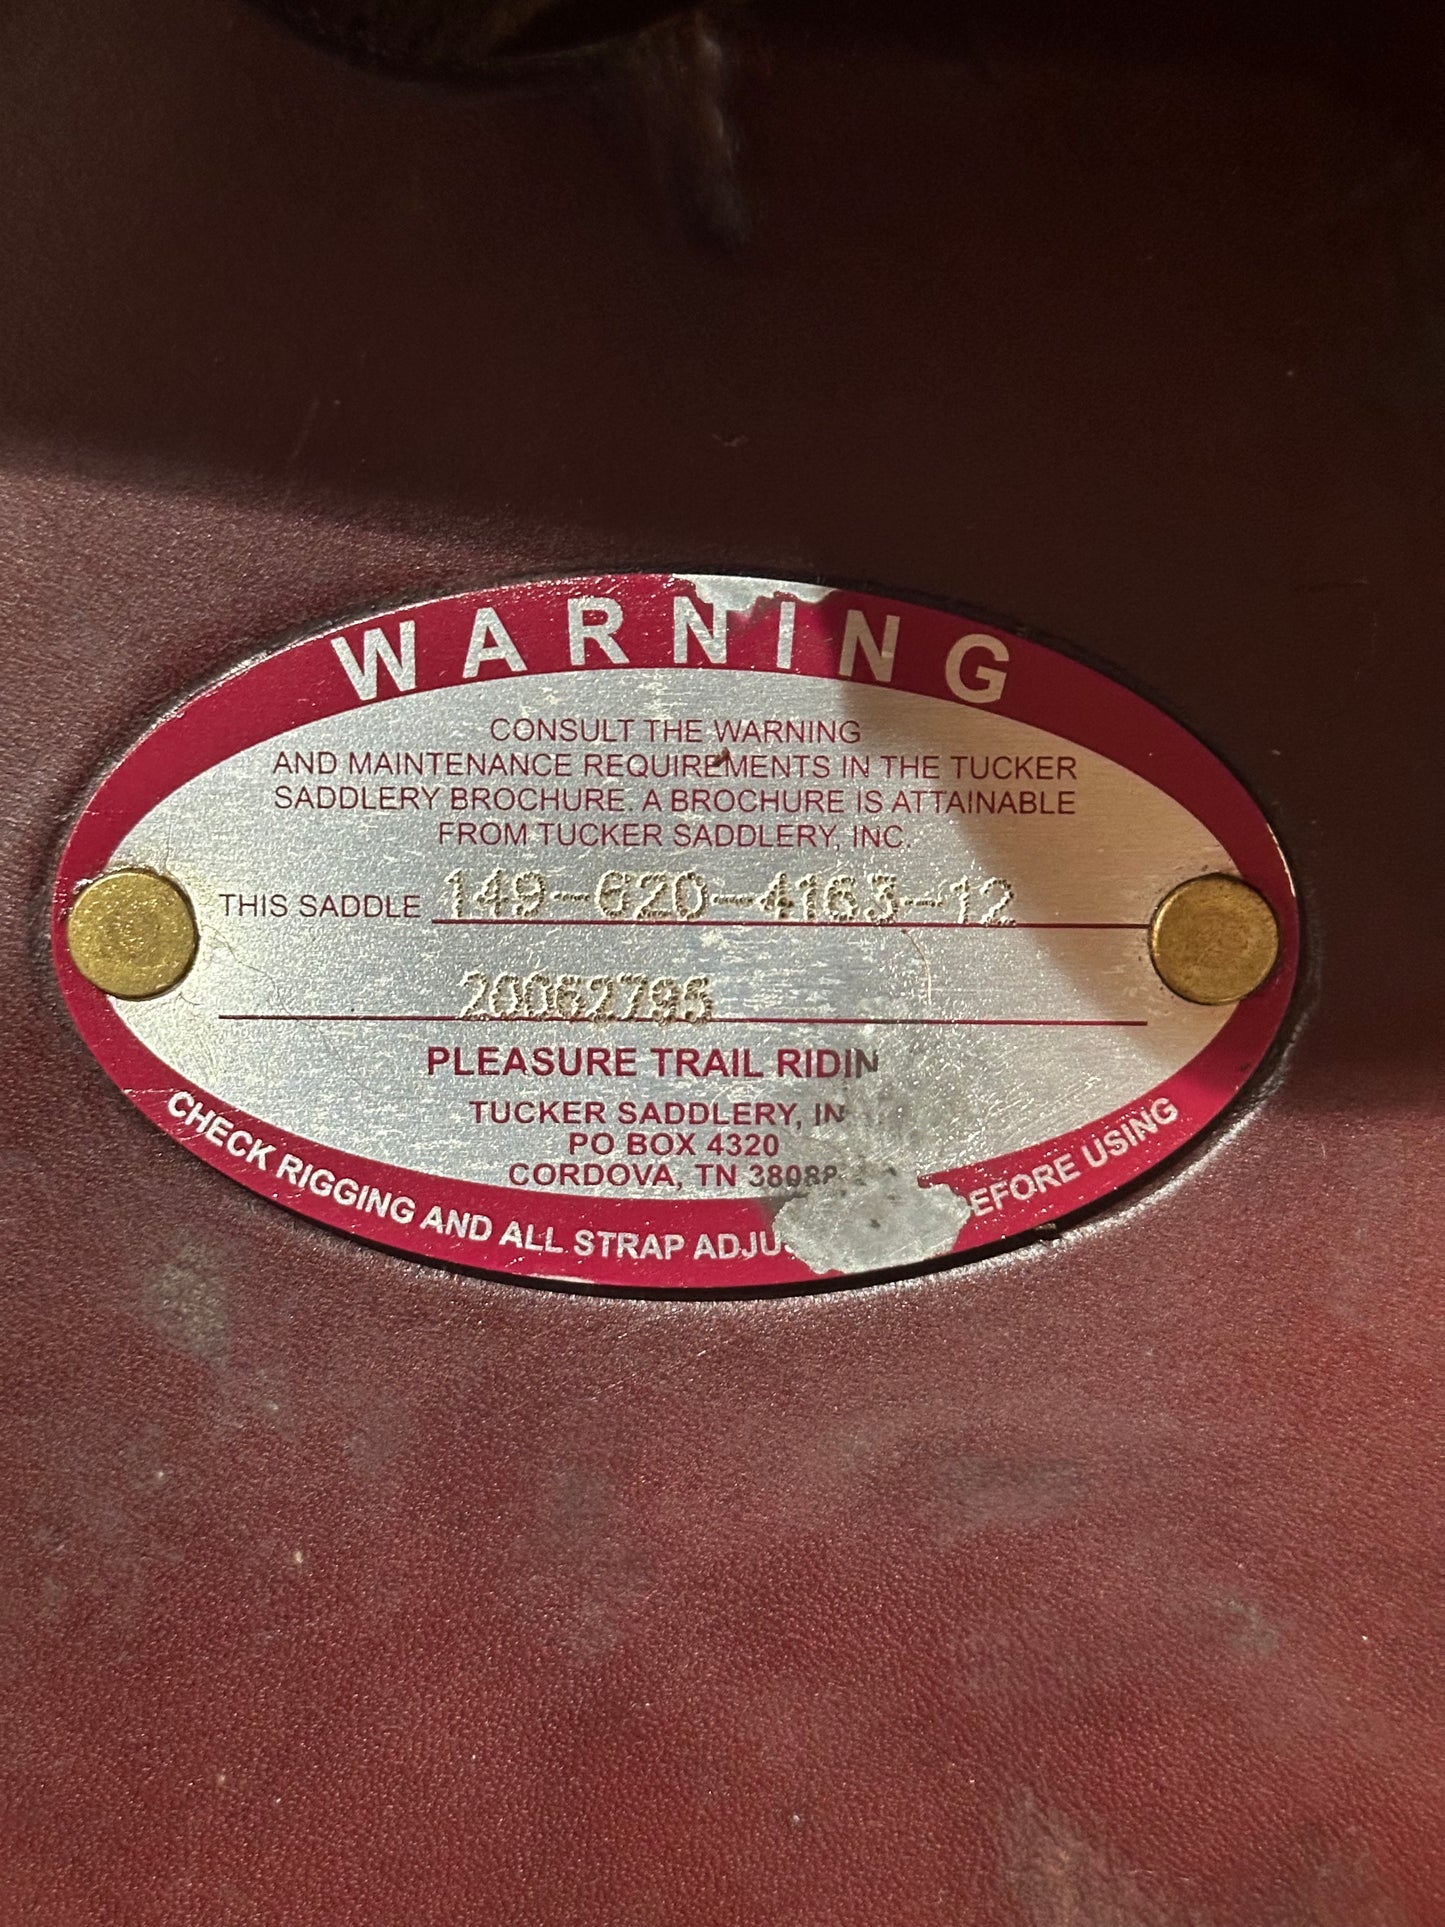 WARNING
CONSULT THE WARNING
AND MAINTENANCE REQUIREMENTS IN THE TUCKER
SADDLERY BROCHURE. A BROCHURE IS ATTAINABLE
FROM TUCKER SADDLERY, INC.
THIS SADDLE 149-620-4163-12
20062795
PLEASURE TRAIL RIDIN
TUCKER SADDLERY, IN
PO BOX 4320
CORDOVA, TN 38088
CHECK RIGGING AND ALL STRAP ADJUS EFORE USING